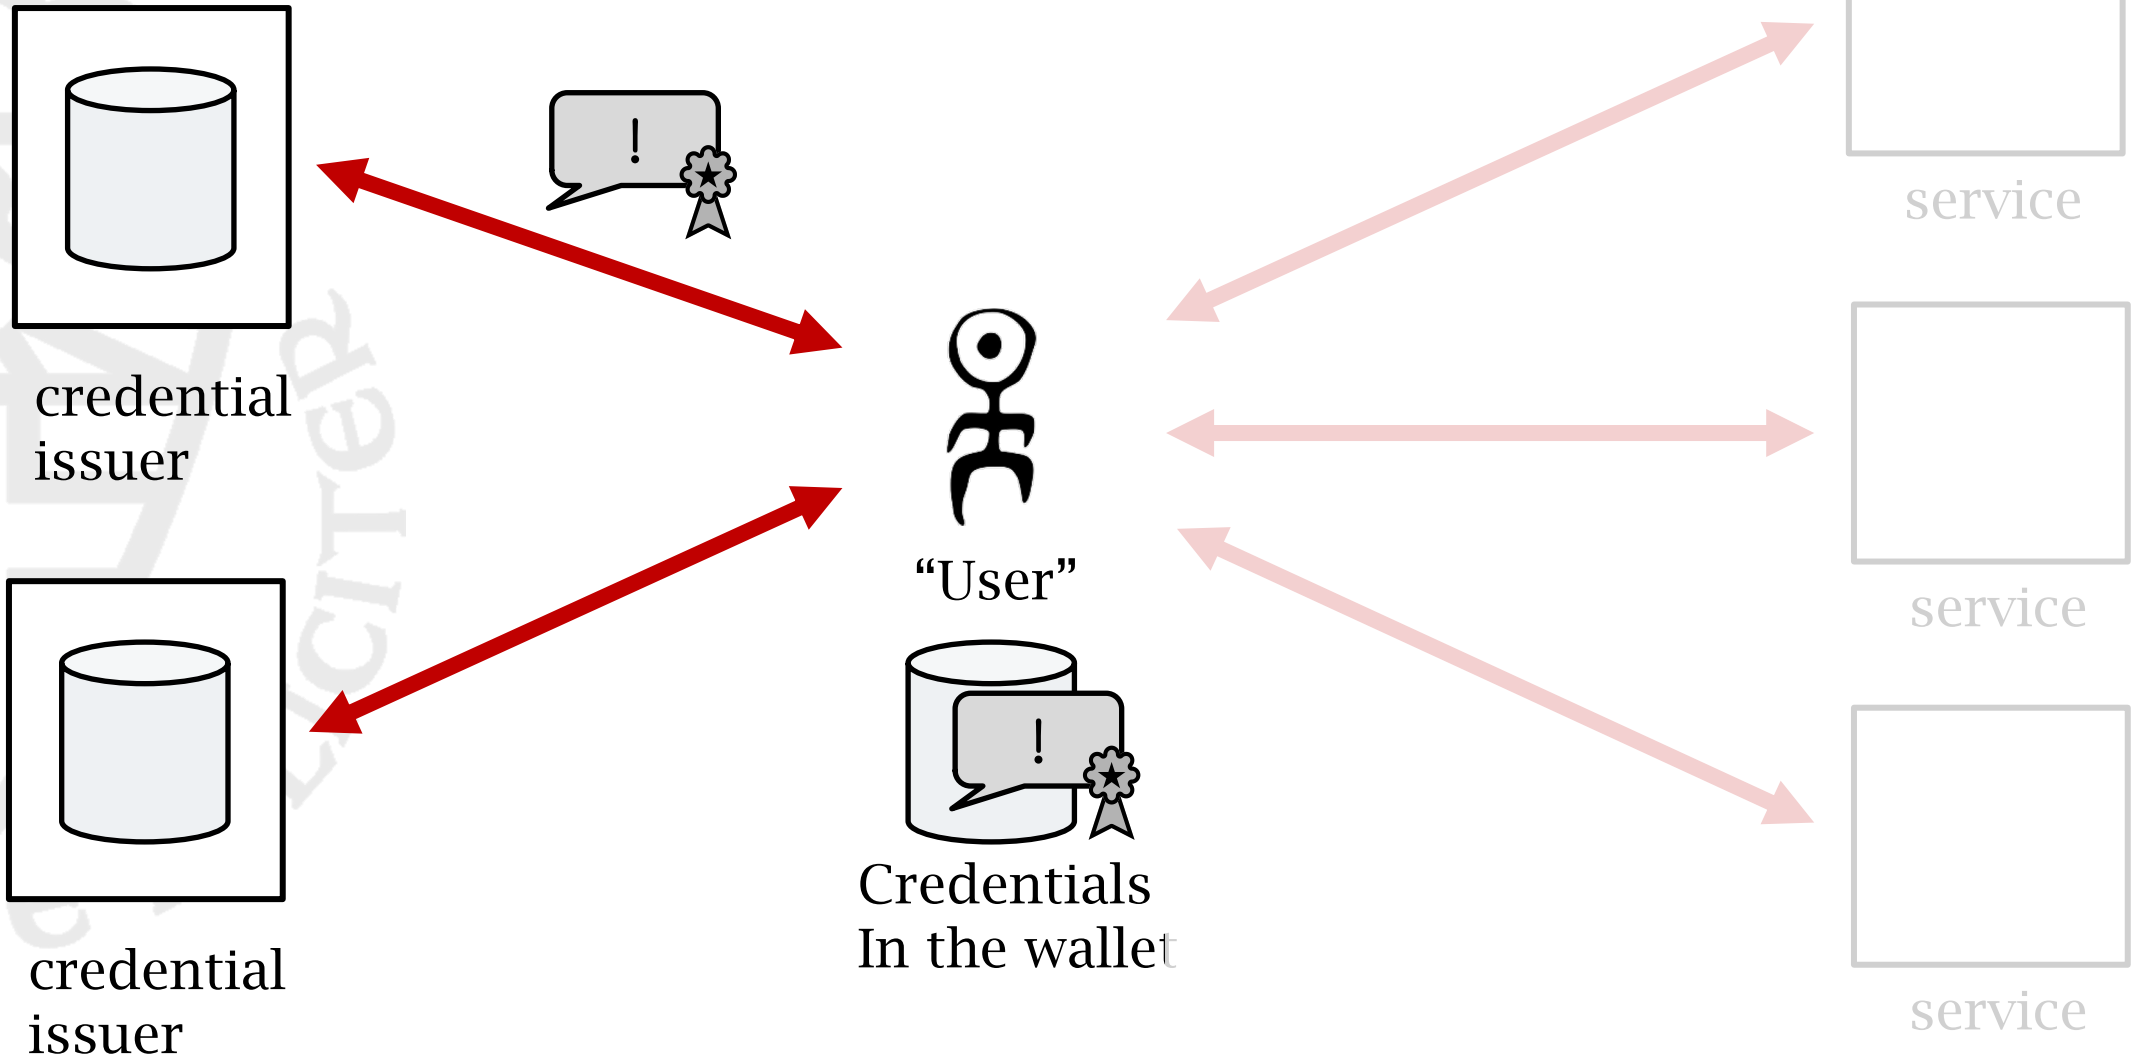 !
credential
issuer
“User”
!
Credentials
In the wallet
credential
issuer
service
service
service